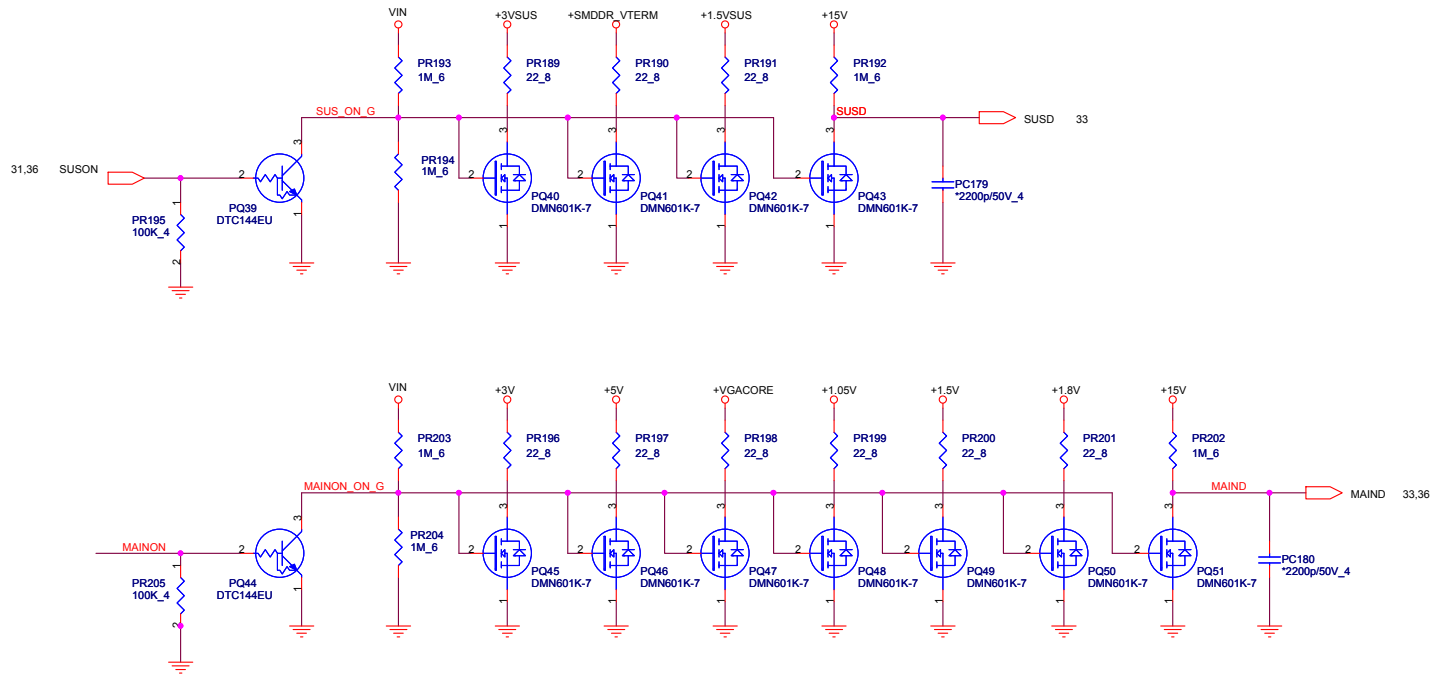 VIN
+3VSUS
+SMDDR_VTERM
+1.5VSUS
+15V
PR193
1M_6
PR189
22_8
PR190
22_8
PR191
22_8
PR192
1M_6
SUS_ON_G
SUSD
SUSD 33
3
3
3
3
3
31,36 SUSON
2
2
2
2
2
PR194
1M_6
PC179
*2200p/50V_4
1
PR195
100K_4
2
PQ39
DTC144EU
1
PQ40
DMN601K-7
1
PQ41
DMN601K-7
1
PQ42
DMN601K-7
1
PQ43
DMN601K-7
1
VIN
+3V
+5V
+VGACORE
+1.05V
+1.5V
+1.8V
+15V
PR203
1M_6
PR196
22_8
PR197
22_8
PR198
22_8
PR199
22_8
PR200
22_8
PR201
22_8
PR202
1M_6
MAINON_ON_G
MAIND
MAIND 33,36
3
3
3
3
3
3
3
3
MAINON
2
2
2
2
2
2
2
2
PR204
1M_6
PC180
*2200p/50V_4
1
PR205
100K_4
2
PQ44
DTC144EU
1
PQ45
DMN601K-7
1
PQ46
DMN601K-7
1
PQ47
DMN601K-7
1
PQ48
DMN601K-7
1
PQ49
DMN601K-7
1
PQ50
DMN601K-7
1
PQ51
DMN601K-7
1